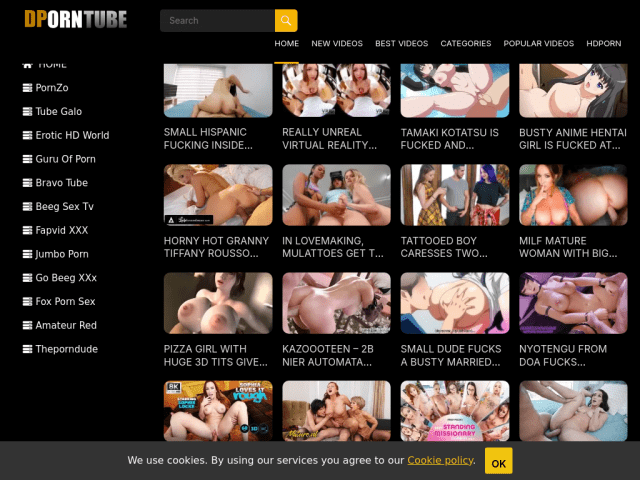 DPORNTUBE
Search
HOME NEW VIDEOS BEST VIDEOS CATEGORIES POPULAR VIDEOS HDPORN
HOME
PornZo
Tube Galo
Erotic HD World
Guru Of Porn
Bravo Tube
Beeg Sex Tv
Fapvid XXX
Jumbo Porn
Go Beeg XXx
Fox Porn Sex
Amateur Red
Theporndude
SMALL HISPANIC
FUCKING INSIDE...
REALLY UNREAL
VIRTUAL REALITY...
TAMAKI KOTATSU IS
FUCKED AND...
BUSTY ANIME HENTAI
GIRL IS FUCKED AT...
HORNY HOT GRANNY
TIFFANY ROUSSO...
IN LOVEMAKING,
MULATTOES GET T...
TATTOOED BOY
CARESSES TWO...
MILF MATURE
WOMAN WITH BIG...
PIZZA GIRL WITH
HUGE 3D TITS GIVE...
KAZOOOTEEN – 2B
NIER AUTOMATA...
SMALL DUDE FUCKS
A BUSTY MARRIED...
NYOTENGU FROM
DOA FUCKS...
8K
SOPHIA
LOVES IT
ROUGH
STANDING
MISSIONARY
We use cookies. By using our services you agree to our Cookie policy.
OK